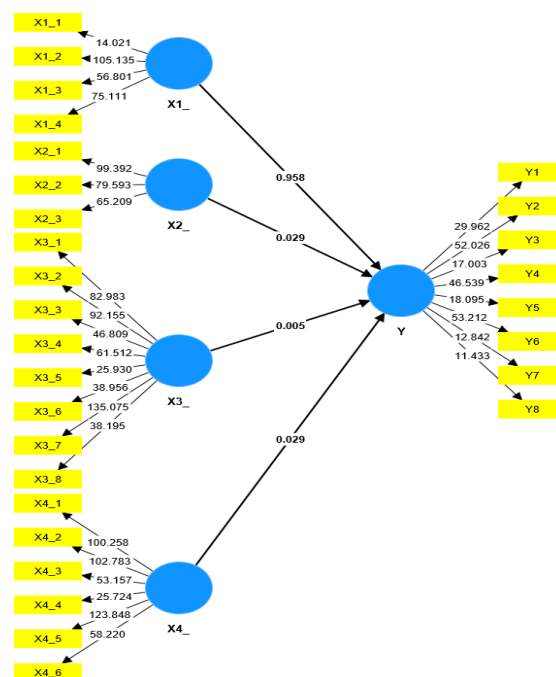 X1_1
X1_2
X1_3
X1_4
14.021
105.135
56.801
75.111
X1_
X2_1
X2_2
X2_3
99.392
79.593
65.209
X2_
X3_1
X3_2
X3_3
X3_4
X3_5
X3_6
X3_7
X3_8
82.983
92.155
46.809
61.512
25.930
38.956
135.075
38.195
X3_
X4_1
X4_2
X4_3
X4_4
X4_5
X4_6
100.258
102.783
53.157
25.724
123.848
58.220
X4_
0.958
0.029
0.005
0.029
Y
29.962
52.026
17.003
46.539
18.095
53.212
12.842
11.433
Y1
Y2
Y3
Y4
Y5
Y6
Y7
Y8